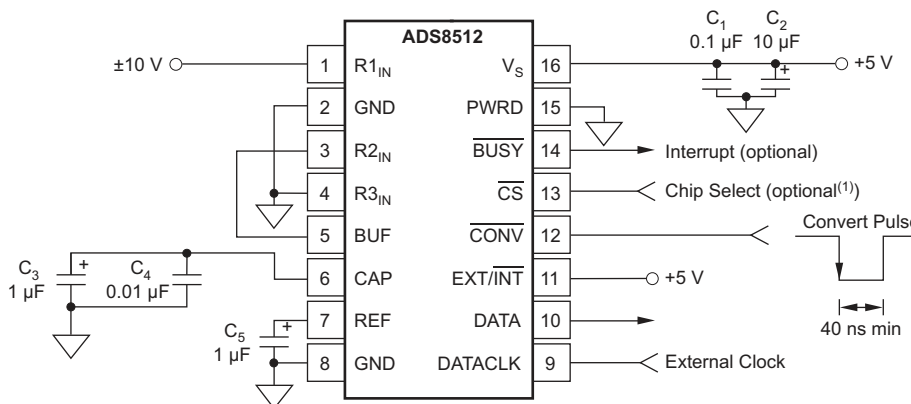 ADS8512
C1
0.1 µF
C2
10 µF
±10 V
1
R1IN
VS
16
+5 V
2
GND
PWRD
15
3
R2IN
BUSY
14
Interrupt (optional)
4
R3IN
CS
13
Chip Select (optional(1))
5
BUF
CONV
12
Convert Pulse
40 ns min
C3
1 µF
+
C4
0.01 µF
6
CAP
EXT/INT
11
+5 V
C5
1 µF
+
7
REF
DATA
10
8
GND
DATACLK
9
External Clock
+